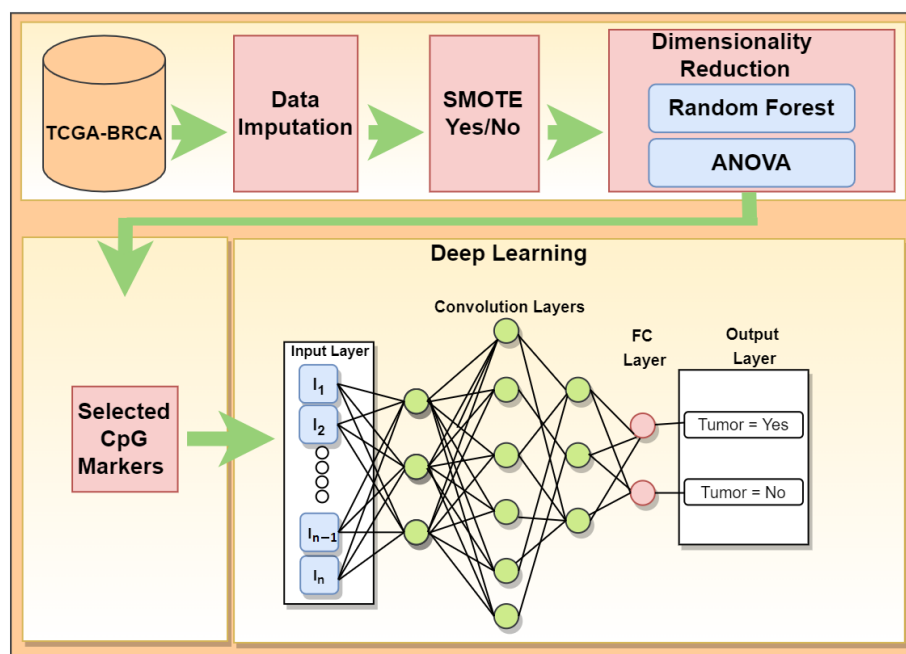 TCGA-BRCA
Data
Imputation
SMOTE
Yes/No
Dimensionality
Reduction
Random Forest
ANOVA
Selected
CpG
Markers
Deep Learning
Convolution Layers
Input Layer
I1
I2
In-1
In
FC
Layer
Output
Layer
Tumor = Yes
Tumor = No